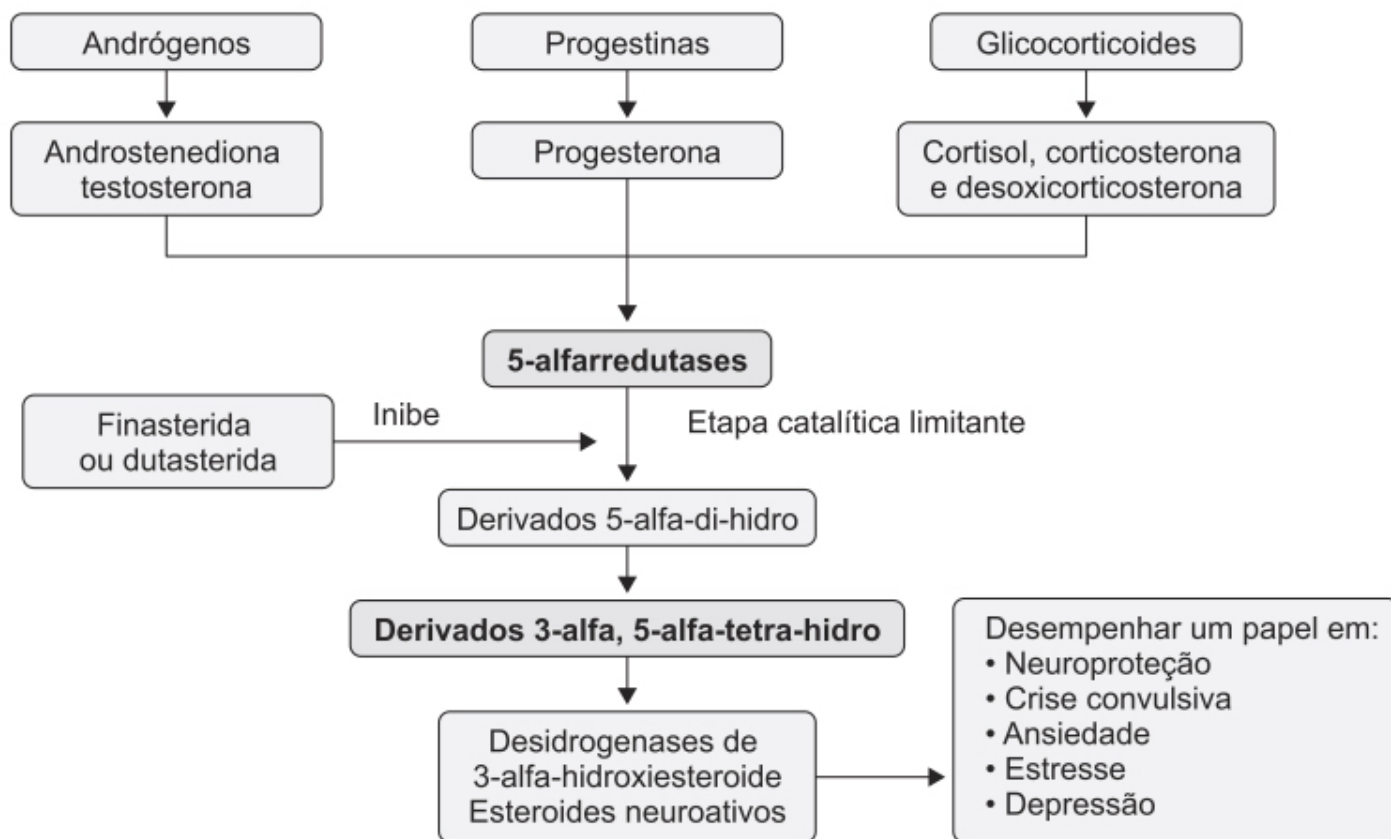 Andrógenos
Progestinas
Glicocorticoides
Androstenediona
testosterona
Progesterona
Cortisol, corticosterona
e desoxicorticosterona
5-alfarredutases
Finasterida
ou dutasterida
Inibe
Etapa catalítica limitante
Derivados 5-alfa-di-hidro
Derivados 3-alfa, 5-alfa-tetra-hidro
Desidrogenases de
3-alfa-hidroxiesteroide
Esteroides neuroativos
Desempenhar um papel em:
• Neuroproteção
• Crise convulsiva
• Ansiedade
• Estresse
• Depressão